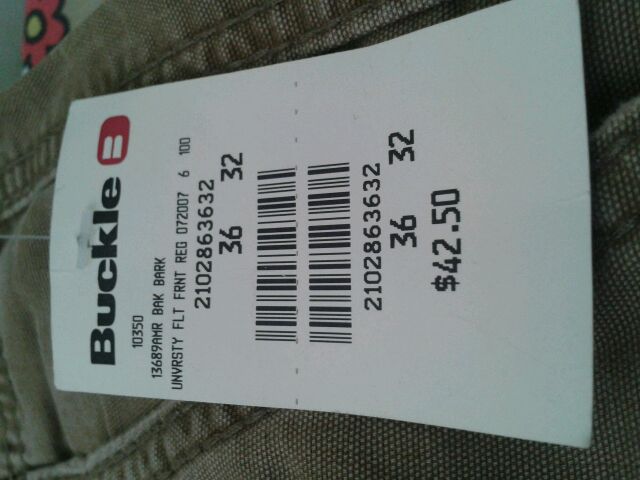 Buckle B
10350
13689AMR BAK BARK
UNVRSTY FLT FRNT REG 072007 6 100
2102863632
36 32
2102863632
36 32
$42.50